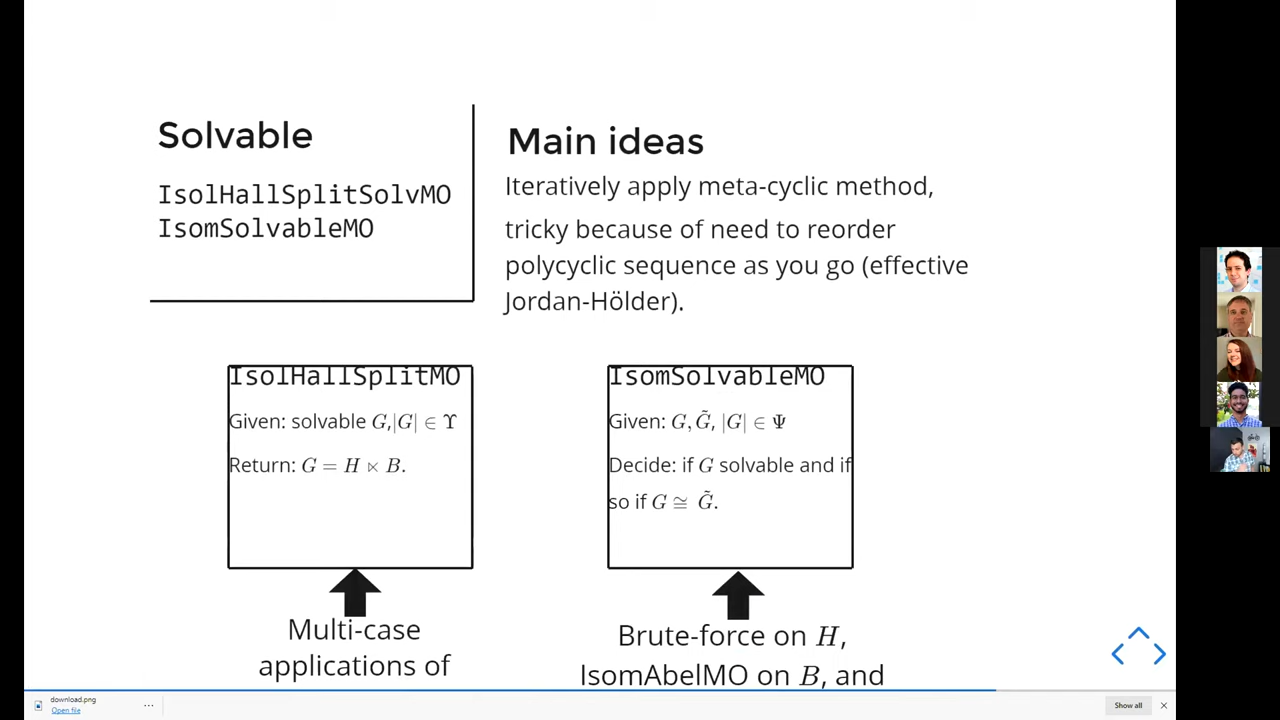 Solvable
IsolHallSplitSolvMO
IsomSolvableMO
Main ideas
Iteratively apply meta-cyclic method,
tricky because of need to reorder
polycyclic sequence as you go (effective
Jordan-Hölder).
IsolHallSplitMO
Given: solvable G,|G| ∈ ϒ
Return: G = H ⋉ B.
IsomSolvableMO
Given: G, G̃, |G| ∈ Ψ
Decide: if G solvable and if
so if G ≅ G̃.
Multi-case
applications of
Brute-force on H,
IsomAbelMO on B, and
download.png
Open file
...
Show all